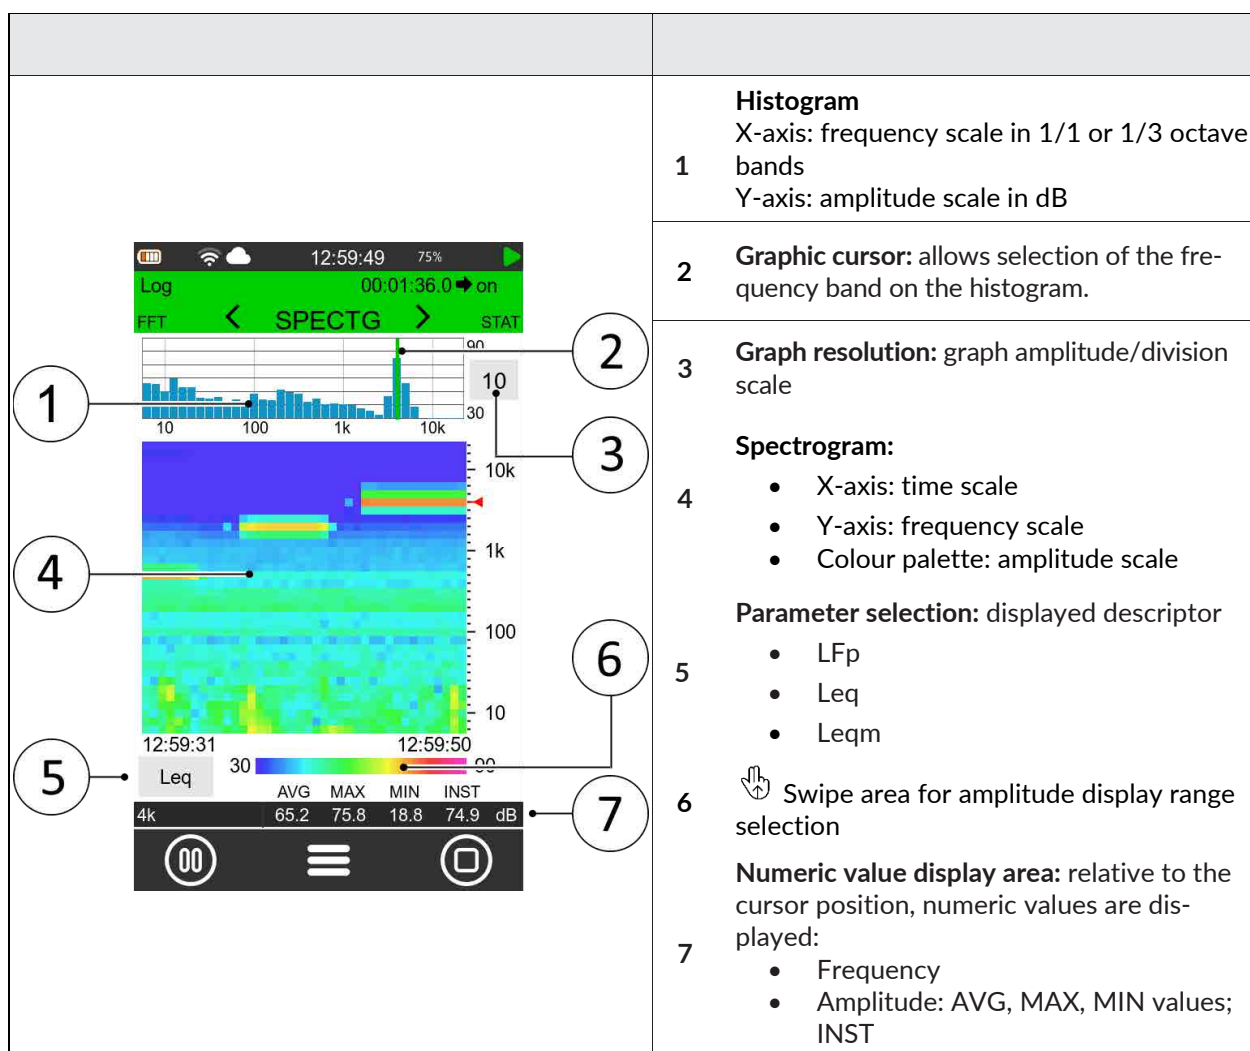 12:59:49 75%
Log 00:01:36.0 on
FFT < SPECTG > STAT
90
10
30
10 100 1k 10k
10k
1k
100
10
12:59:31 12:59:50
Leq
30 90
AVG MAX MIN INST
4k 65.2 75.8 18.8 74.9 dB
1
2
3
4
5
6
7
1
Histogram
X-axis: frequency scale in 1/1 or 1/3 octave
bands
Y-axis: amplitude scale in dB
2
Graphic cursor: allows selection of the fre-
quency band on the histogram.
3
Graph resolution: graph amplitude/division
scale
4
Spectrogram:
• X-axis: time scale
• Y-axis: frequency scale
• Colour palette: amplitude scale
5
Parameter selection: displayed descriptor
• LFp
• Leq
• Leqm
6
Swipe area for amplitude display range
selection
7
Numeric value display area: relative to the
cursor position, numeric values are dis-
played:
• Frequency
• Amplitude: AVG, MAX, MIN values;
INST